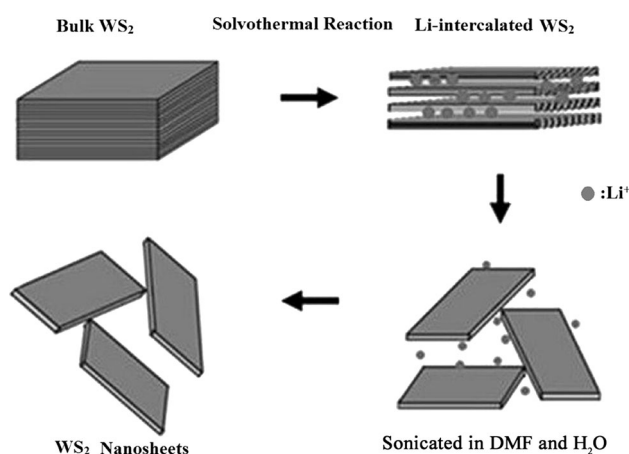 Bulk WS₂
Solvothermal Reaction
Li-intercalated WS₂
:Li⁺
WS₂ Nanosheets
Sonicated in DMF and H₂O